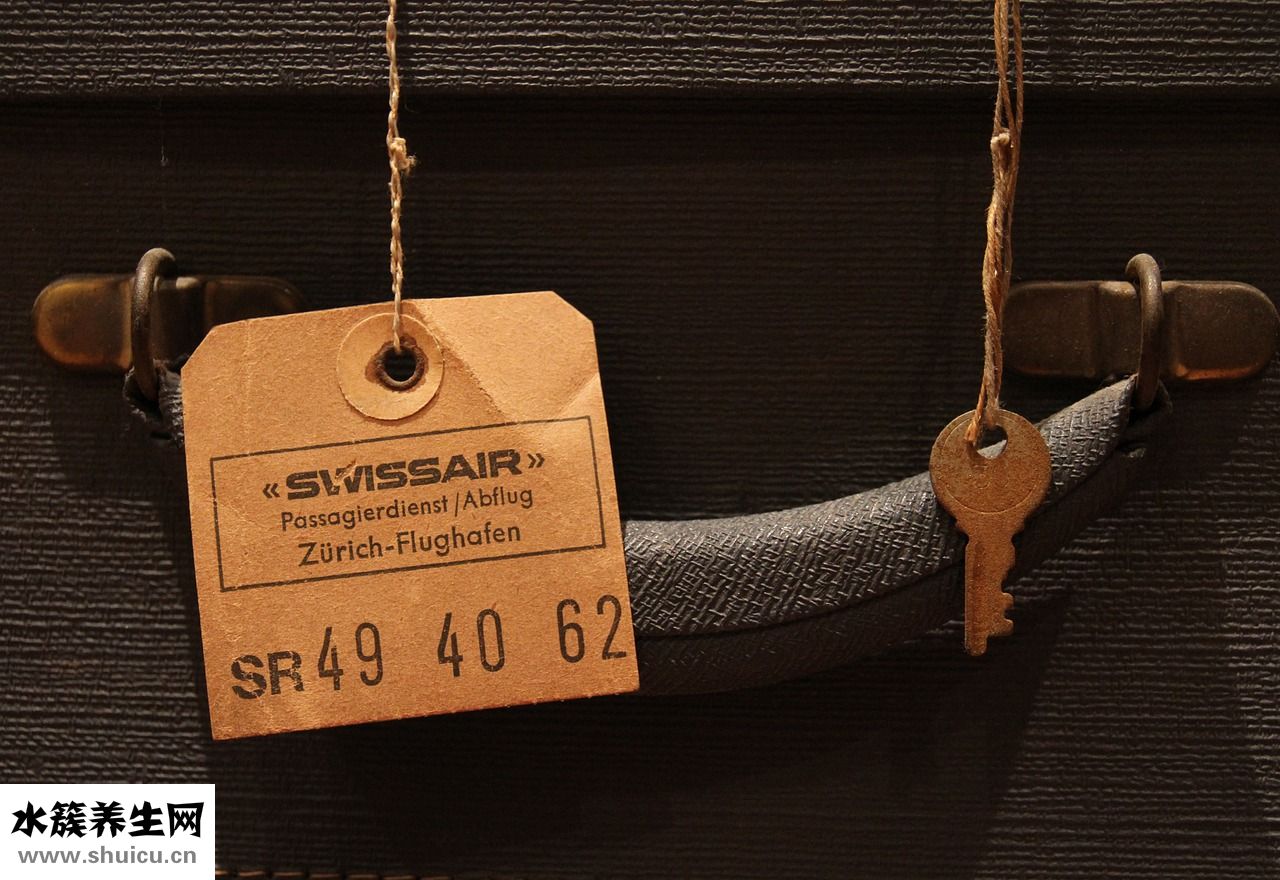 «SWISSAIR»
Passagierdienst/Abflug
Zürich-Flughafen
SR 49 40 62
水簇养生网
www.shuicu.cn